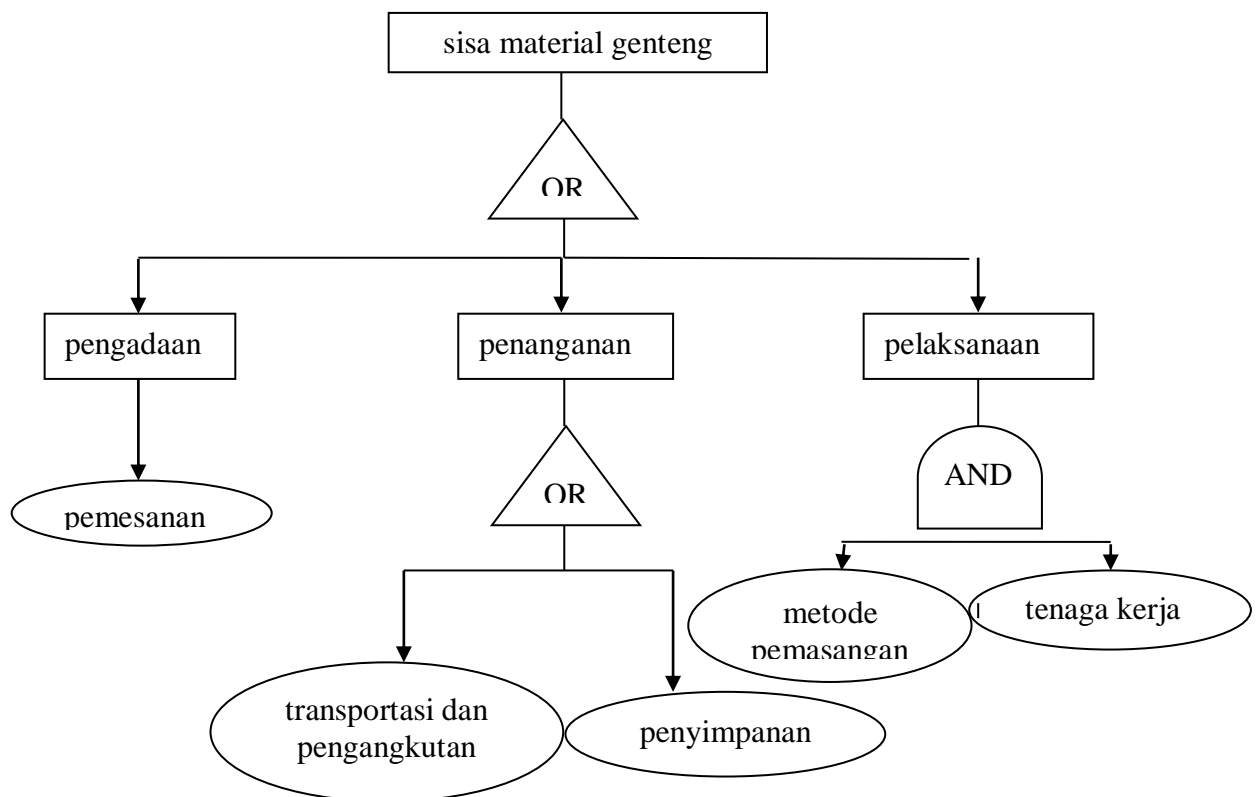 sisa material genteng
OR
pengadaan
penanganan
pelaksanaan
OR
AND
pemesanan
metode
pemasangan
tenaga kerja
transportasi dan
pengangkutan
penyimpanan